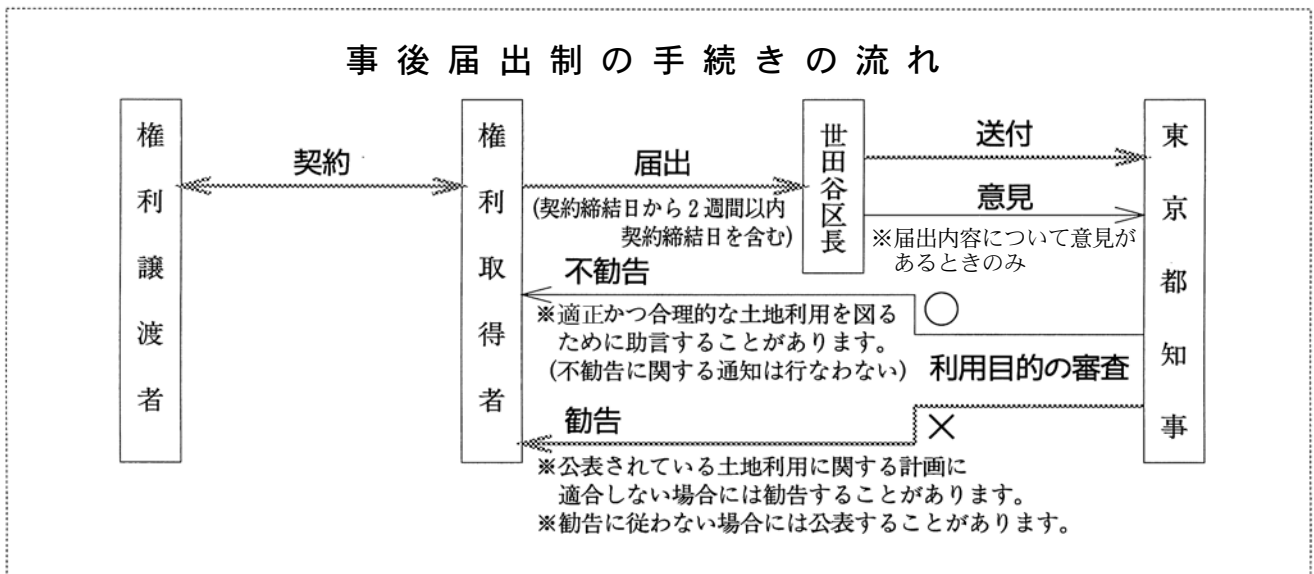 事後届出制の手続きの流れ
権利譲渡者
契約
権利取得者
届出
(契約締結日から2週間以内
契約締結日を含む)
世田谷区長
送付
意見
※届出内容について意見が
あるときのみ
東京都知事
不勧告
○
※適正かつ合理的な土地利用を図る
ために助言することがあります。
(不勧告に関する通知は行なわない)
利用目的の審査
勧告
×
※公表されている土地利用に関する計画に
適合しない場合には勧告することがあります。
※勧告に従わない場合には公表することがあります。